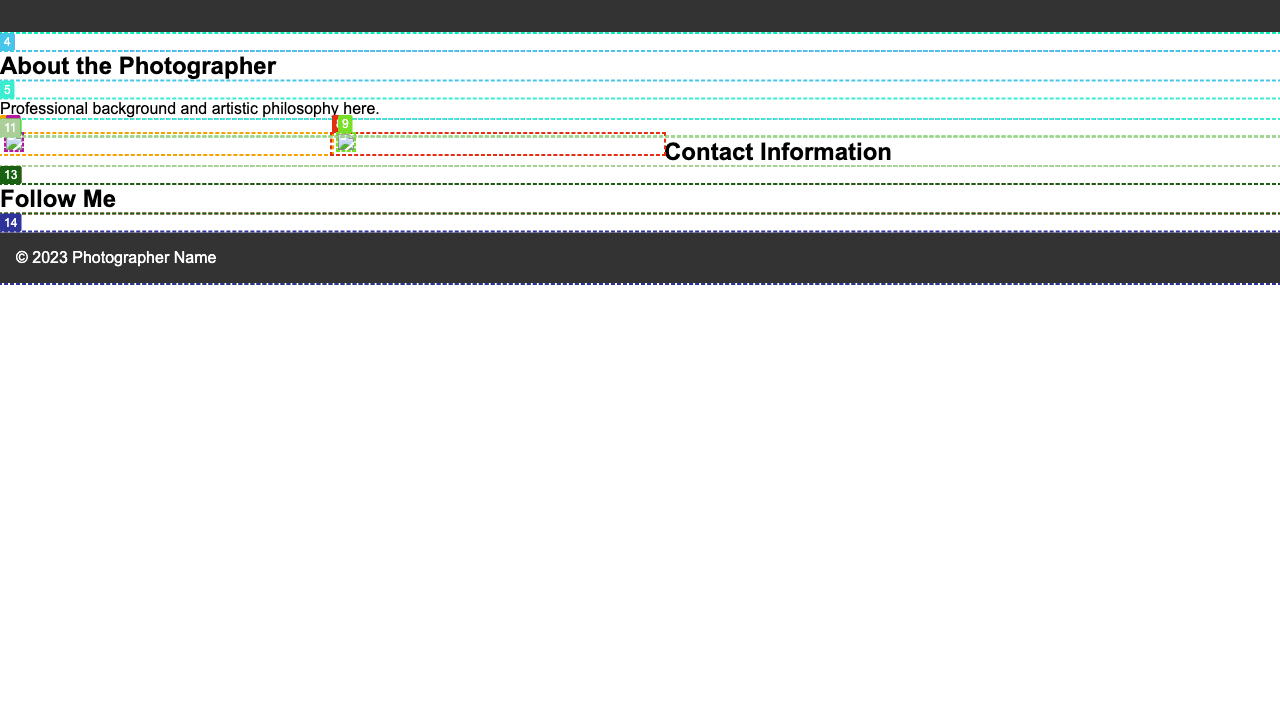 4
About the Photographer
5
Professional background and artistic philosophy here.
11
9
Contact Information
13
Follow Me
14
© 2023 Photographer Name